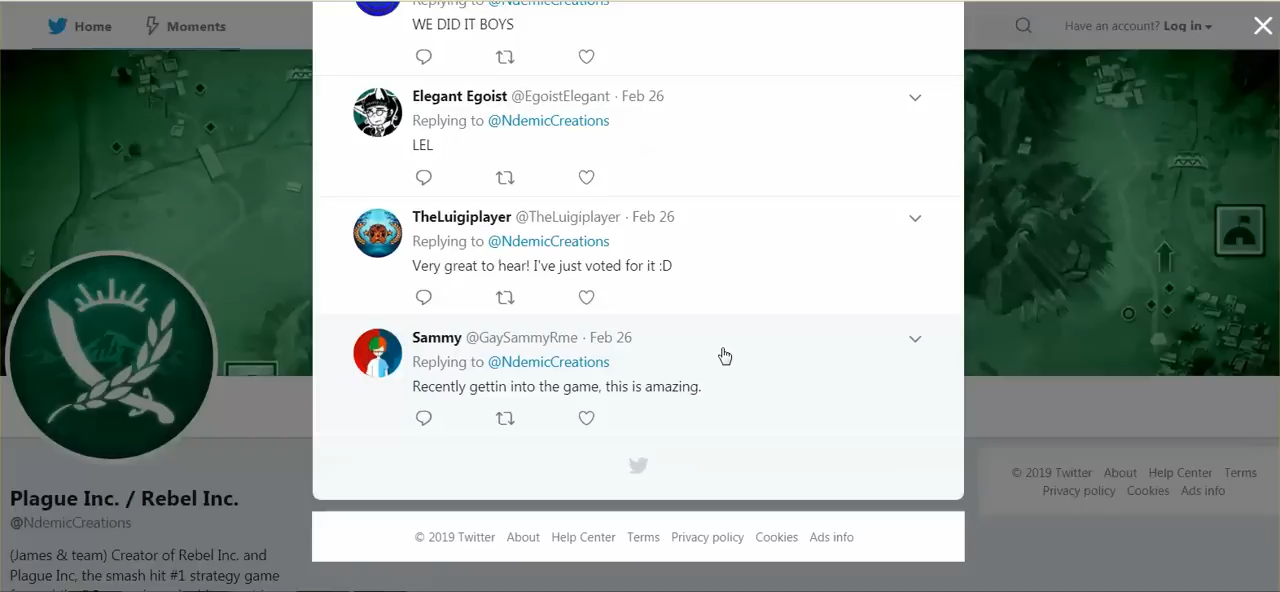 Home
Moments
Have an account? Log in
Replying to @NdemicCreations
WE DID IT BOYS
Elegant Egoist @EgoistElegant · Feb 26
Replying to @NdemicCreations
LEL
TheLuigiplayer @TheLuigiplayer · Feb 26
Replying to @NdemicCreations
Very great to hear! I've just voted for it :D
Sammy @GaySammyRme · Feb 26
Replying to @NdemicCreations
Recently gettin into the game, this is amazing.
© 2019 Twitter About Help Center Terms Privacy policy Cookies Ads info
Plague Inc. / Rebel Inc.
@NdemicCreations
(James & team) Creator of Rebel Inc. and
Plague Inc, the smash hit #1 strategy game
© 2019 Twitter About Help Center Terms
Privacy policy Cookies Ads info